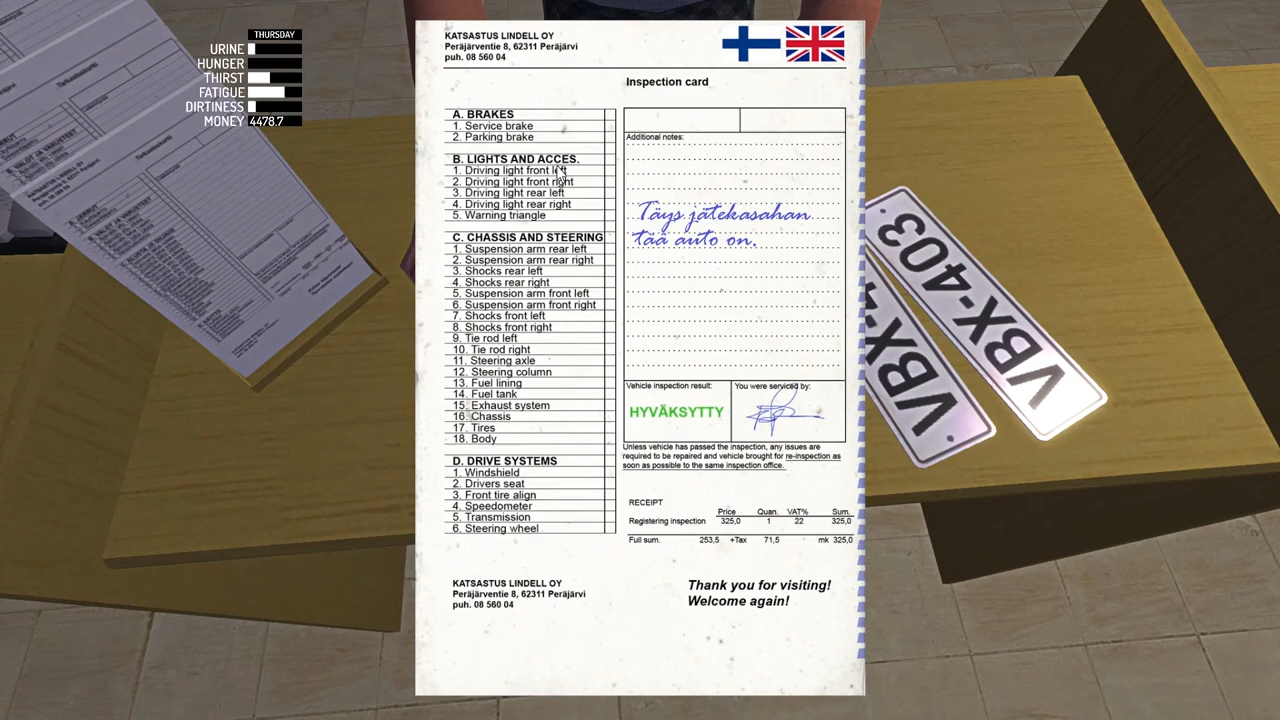 THURSDAY
URINE
HUNGER
THIRST
FATIGUE
DIRTINESS
MONEY 4478.7
KATSASTUS LINDELL OY
Peräjärventie 8, 62311 Peräjärvi
puh. 08 560 04
Inspection card
A. BRAKES
1. Service brake
2. Parking brake
B. LIGHTS AND ACCES.
1. Driving light front left
2. Driving light front right
3. Driving light rear left
4. Driving light rear right
5. Warning triangle
C. CHASSIS AND STEERING
1. Suspension arm rear left
2. Suspension arm rear right
3. Shocks rear left
4. Shocks rear right
5. Suspension arm front left
6. Suspension arm front right
7. Shocks front left
8. Shocks front right
9. Tie rod left
10. Tie rod right
11. Steering axle
12. Steering column
13. Fuel lining
14. Fuel tank
15. Exhaust system
16. Chassis
17. Tires
18. Body
D. DRIVE SYSTEMS
1. Windshield
2. Drivers seat
3. Front tire align
4. Speedometer
5. Transmission
6. Steering wheel
Additional notes:
Täys jätekasahan
tää auto on.
Vehicle inspection result:
HYVÄKSYTTY
You were serviced by:
Unless vehicle has passed the inspection, any issues are
required to be repaired and vehicle brought for re-inspection as
soon as possible to the same inspection office.
RECEIPT
Price Quan. VAT% Sum.
Registering inspection 325,0 1 22 325,0
Full sum. 253,5 +Tax 71,5 mk 325,0
KATSASTUS LINDELL OY
Peräjärventie 8, 62311 Peräjärvi
puh. 08 560 04
Thank you for visiting!
Welcome again!
VBX-403
VBX-4